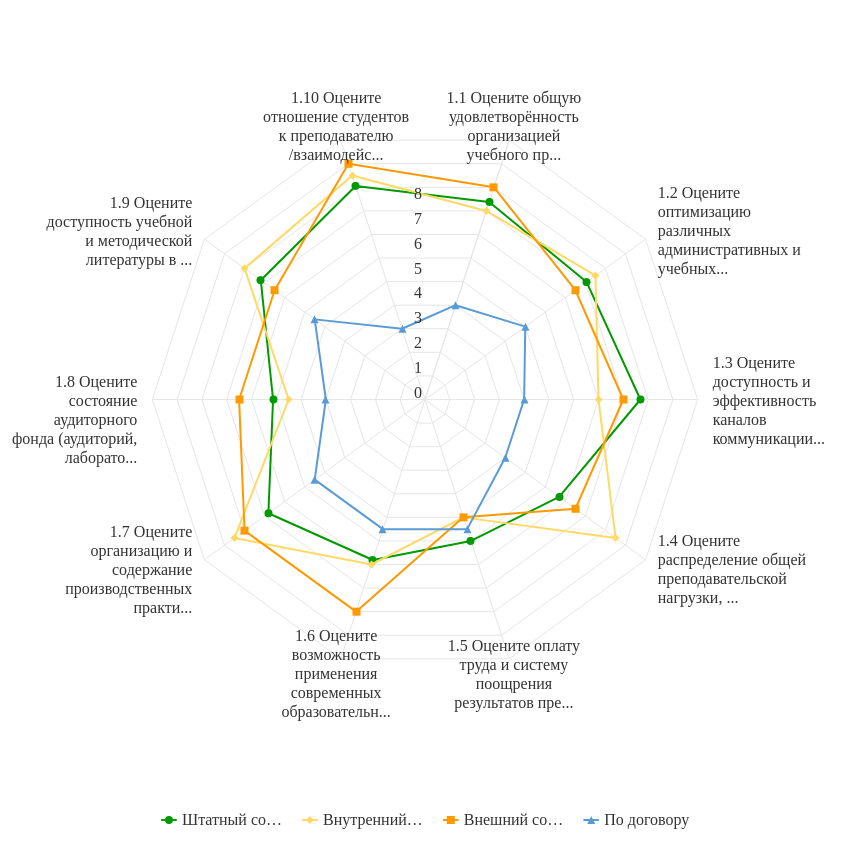 1.10 Оцените
отношение студентов
к преподавателю
/взаимодейс...
1.1 Оцените общую
удовлетворённость
организацией
учебного пр...
1.2 Оцените
оптимизацию
различных
административных и
учебных...
1.3 Оцените
доступность и
эффективность
каналов
коммуникации...
1.4 Оцените
распределение общей
преподавательской
нагрузки, ...
1.5 Оцените оплату
труда и систему
поощрения
результатов пре...
1.6 Оцените
возможность
применения
современных
образовательн...
1.7 Оцените
организацию и
содержание
производственных
практи...
1.8 Оцените
состояние
аудиторного
фонда (аудиторий,
лаборато...
1.9 Оцените
доступность учебной
и методической
литературы в ...
8
7
6
5
4
3
2
1
0
Штатный со… Внутренний… Внешний со… По договору